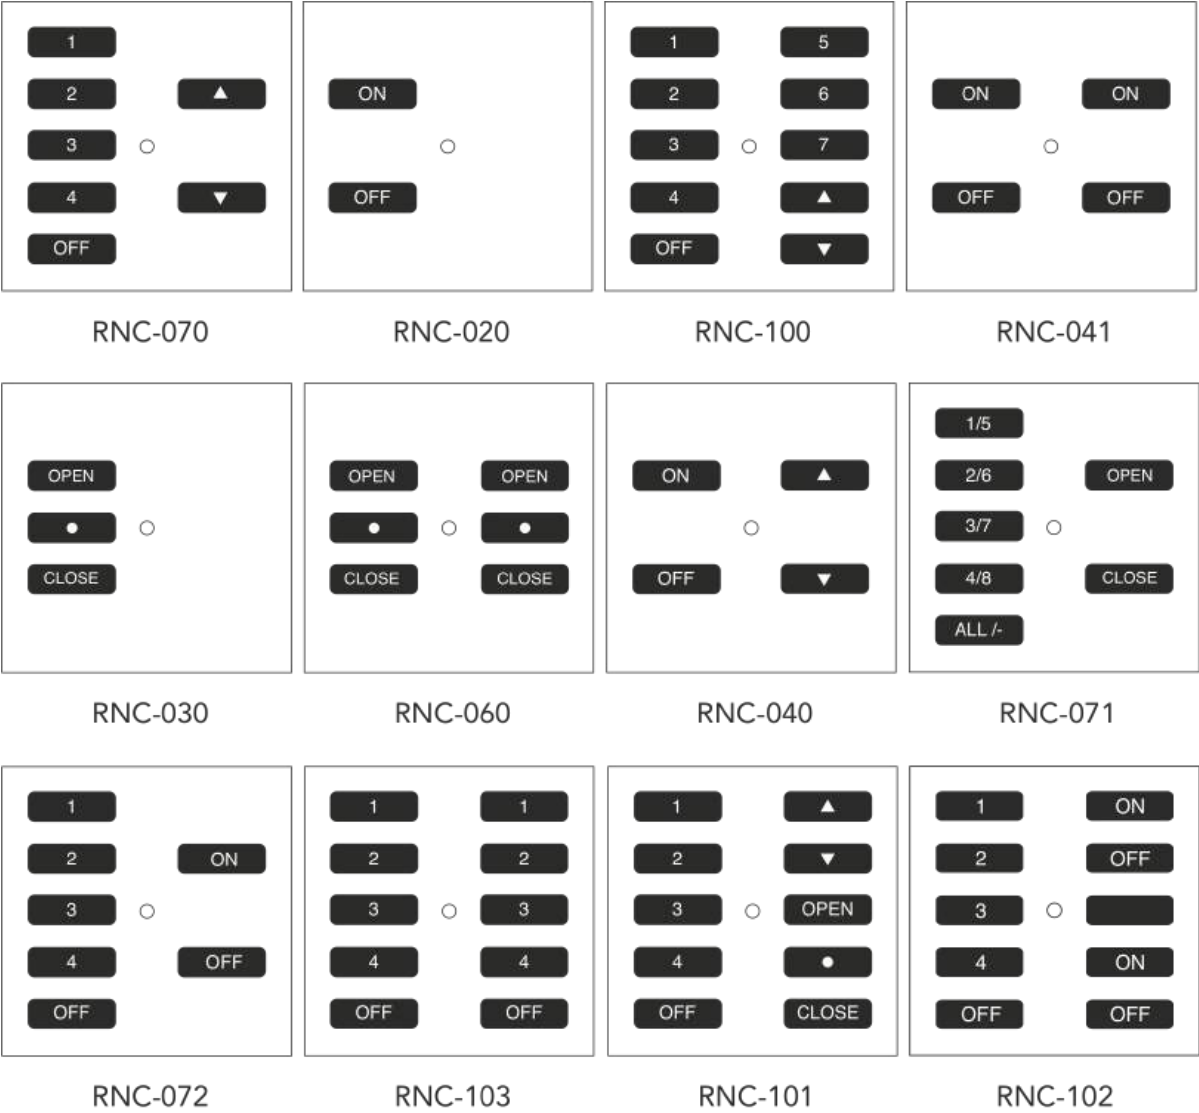 1
2 ▲
3
4 ▼
OFF
RNC-070
ON
OFF
RNC-020
1 5
2 6
3 7
4 ▲
OFF ▼
RNC-100
ON ON
OFF OFF
RNC-041
OPEN
●
CLOSE
RNC-030
OPEN OPEN
● ●
CLOSE CLOSE
RNC-060
ON ▲
OFF ▼
RNC-040
1/5
2/6 OPEN
3/7
4/8 CLOSE
ALL /-
RNC-071
1
2 ON
3
4 OFF
OFF
RNC-072
1 1
2 2
3 3
4 4
OFF OFF
RNC-103
1 ▲
2 ▼
3 OPEN
4 ●
OFF CLOSE
RNC-101
1 ON
2 OFF
3
4 ON
OFF OFF
RNC-102